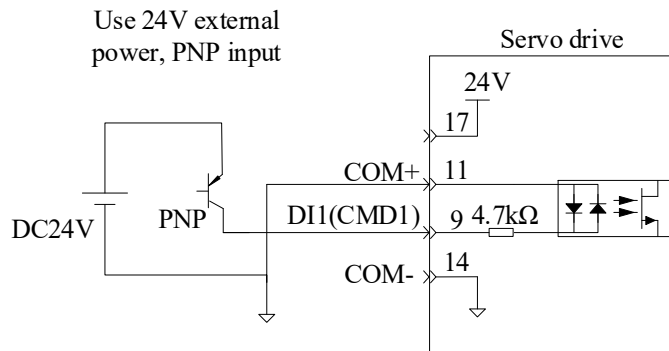 Use 24V external
power, PNP input
Servo drive
24V
17
COM+
11
DC24V
PNP
DI1(CMD1)
9
4.7kΩ
COM-
14